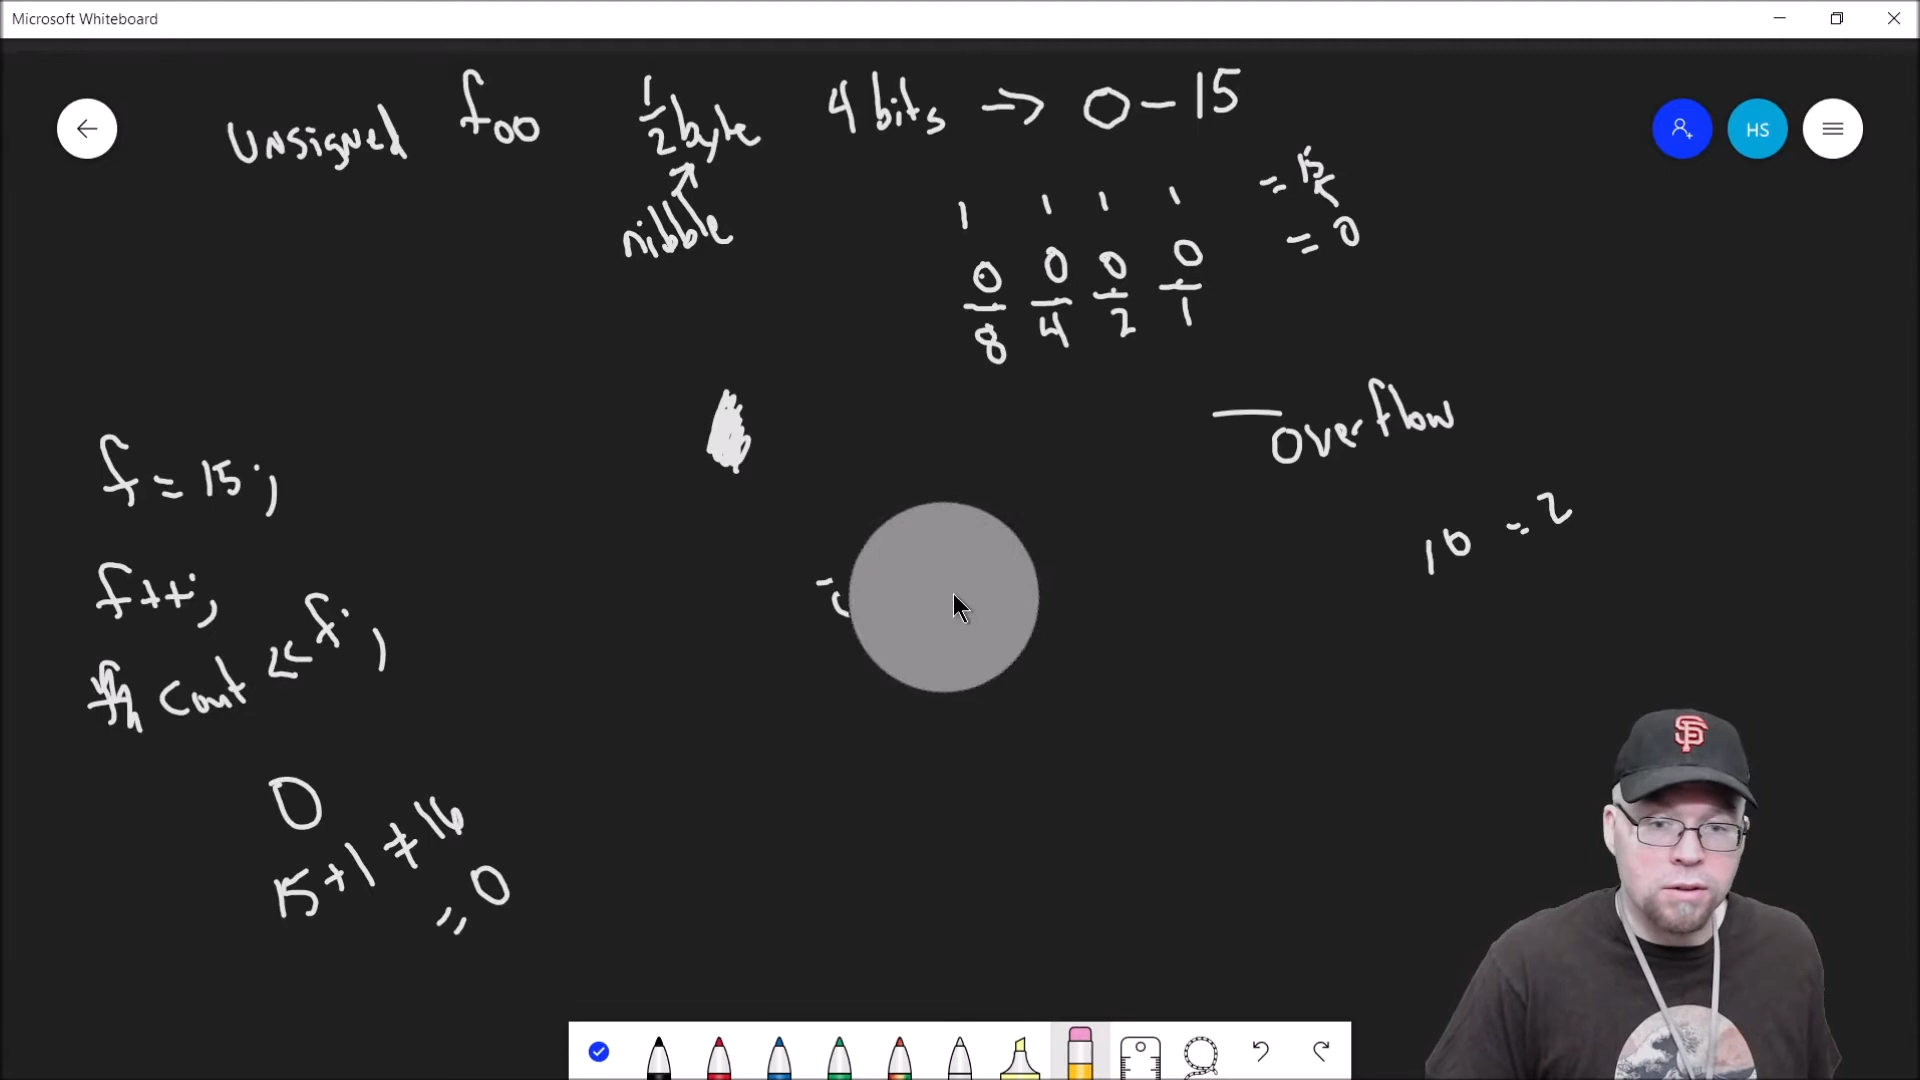 Microsoft Whiteboard
Unsigned foo 1/2 byte 4 bits -> 0-15
nibble
1 1 1 1 = 15
0 0 0 0 = 0
8 4 2 1
Overflow
f = 15;
10 = 2
f++;
cout << f;
0
15+1 ≠ 16
= 0
HS
SF